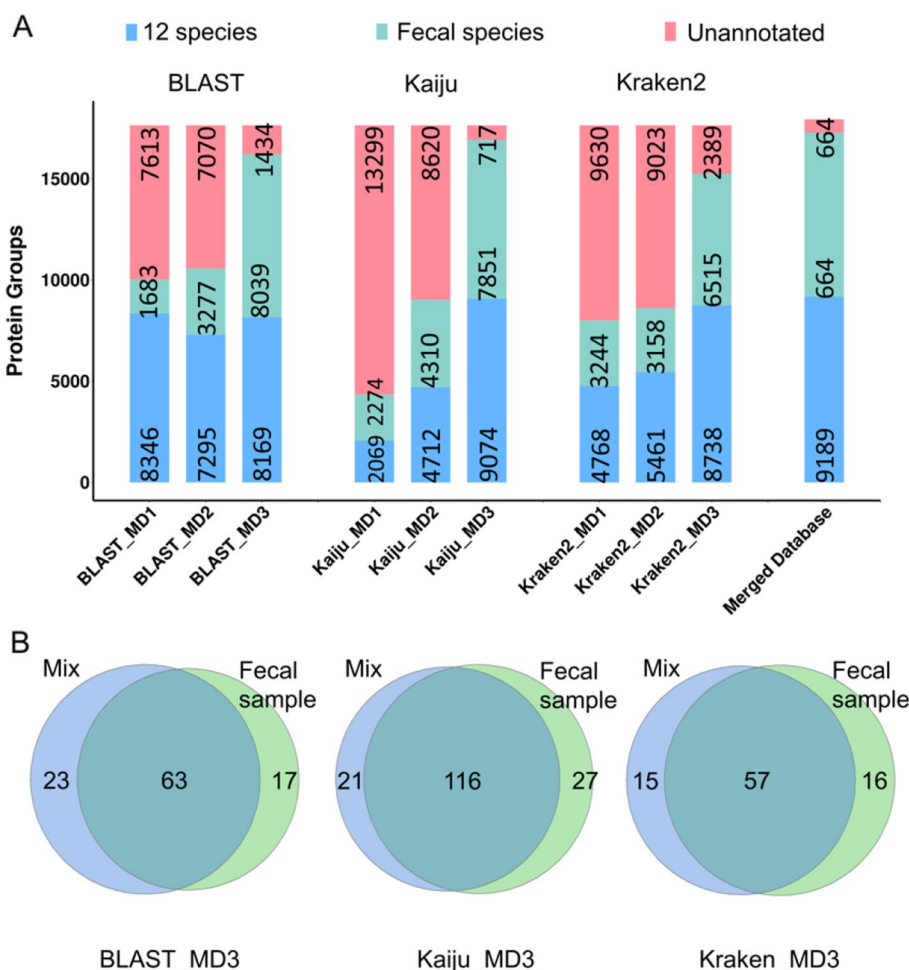 A
12 species
Fecal species
Unannotated
BLAST
Kaiju
Kraken2
Protein Groups
15000
10000
5000
0
7613
1683
8346
7070
3277
7295
1434
8039
8169
13299
2274
2069
8620
4310
4712
717
7851
9074
9630
3244
4768
9023
3158
5461
2389
6515
8738
664
664
9189
BLAST_MD1
BLAST_MD2
BLAST_MD3
Kaiju_MD1
Kaiju_MD2
Kaiju_MD3
Kraken2_MD1
Kraken2_MD2
Kraken2_MD3
Merged Database
B
Mix
Fecal
sample
23
63
17
BLAST_MD3
Mix
Fecal
sample
21
116
27
Kaiju_MD3
Mix
Fecal
sample
15
57
16
Kraken_MD3